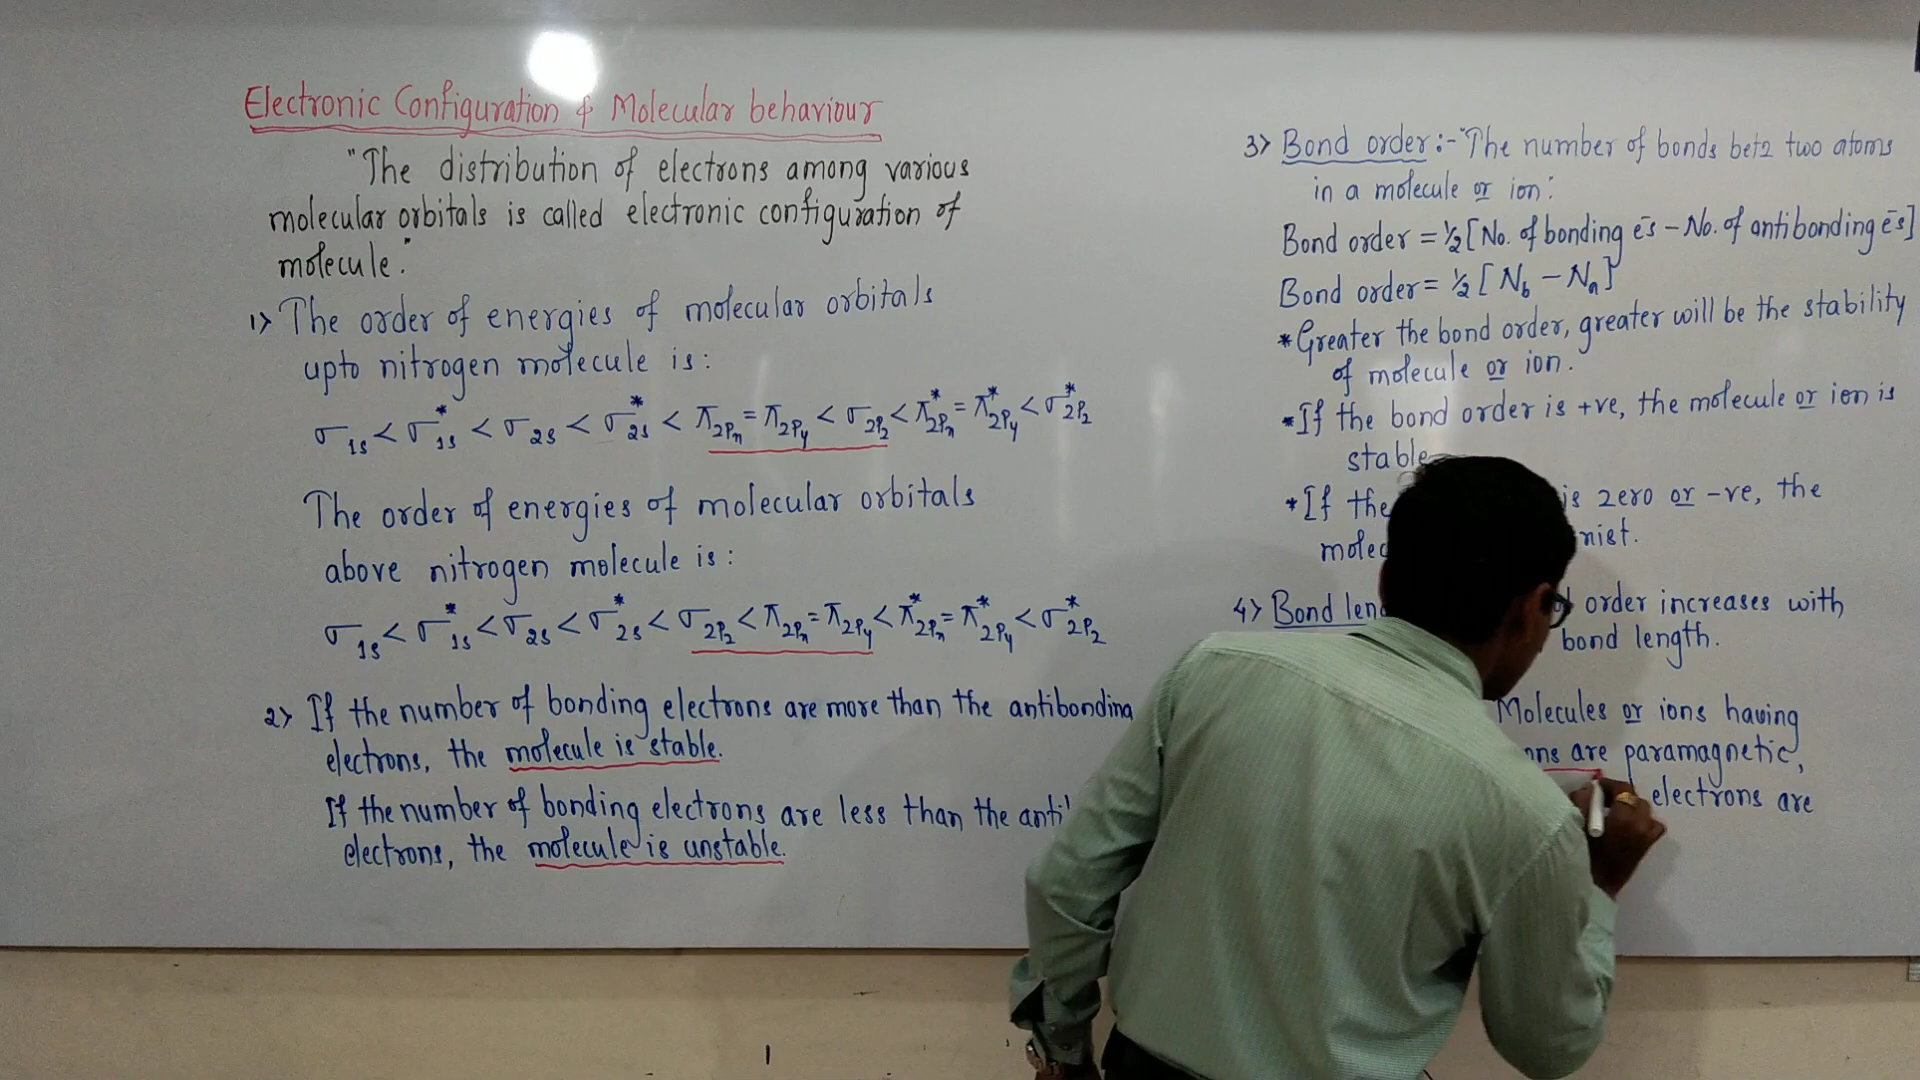 Electronic Configuration & Molecular behaviour
"The distribution of electrons among various
molecular orbitals is called electronic configuration of
molecule."
1> The order of energies of molecular orbitals
upto nitrogen molecule is:
σ1s < σ*1s < σ2s < σ*2s < π2px = π2py < σ2pz < π*2px = π*2py < σ*2pz
The order of energies of molecular orbitals
above nitrogen molecule is:
σ1s < σ*1s < σ2s < σ*2s < σ2pz < π2px = π2py < π*2px = π*2py < σ*2pz
2> If the number of bonding electrons are more than the antibonding
electrons, the molecule is stable.
If the number of bonding electrons are less than the anti
electrons, the molecule is unstable.
3> Bond order:- "The number of bonds betz two atoms
in a molecule or ion:
Bond order = ½ [No. of bonding ēs – No. of antibonding ēs]
Bond order = ½ [Nb – Na]
*Greater the bond order, greater will be the stability
of molecule or ion.
*If the bond order is +ve, the molecule or ion is
stable
*If the is zero or -ve, the
4> Bond order increases with
bond length.
Molecules or ions having
are paramagnetic,
electrons are